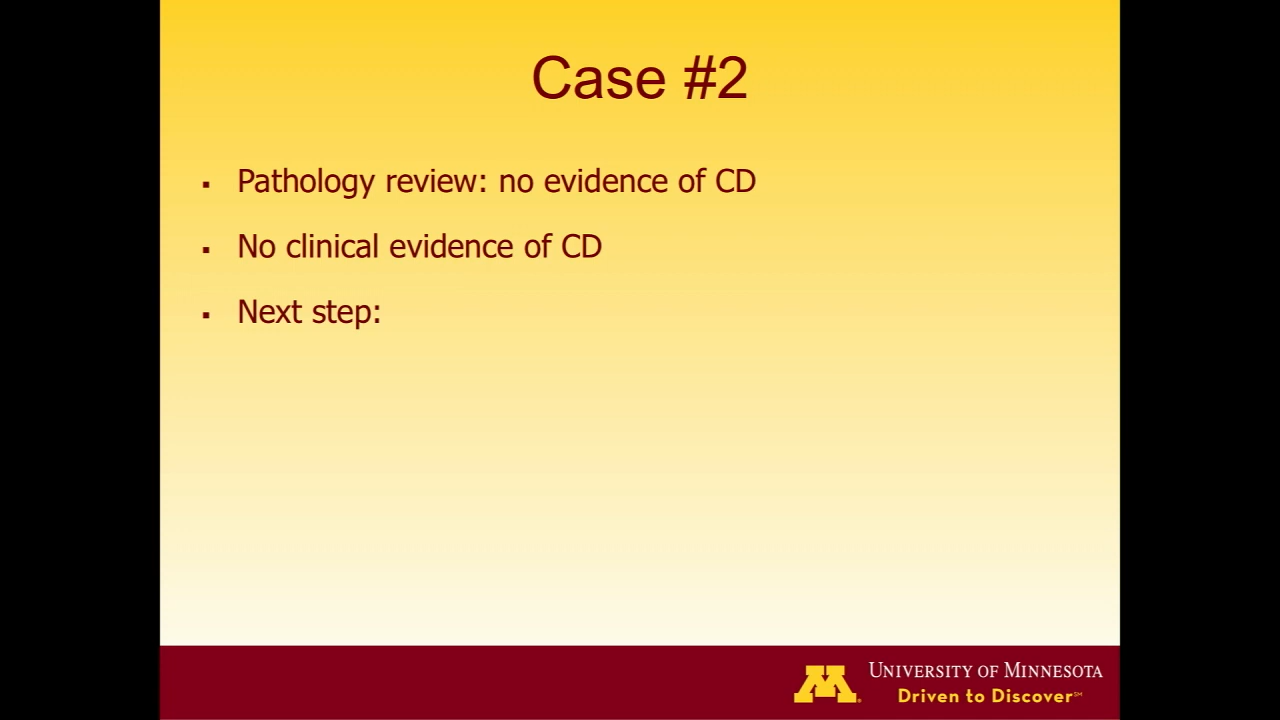 Case #2
▪ Pathology review: no evidence of CD
▪ No clinical evidence of CD
▪ Next step:
M®
University of Minnesota
Driven to Discover℠